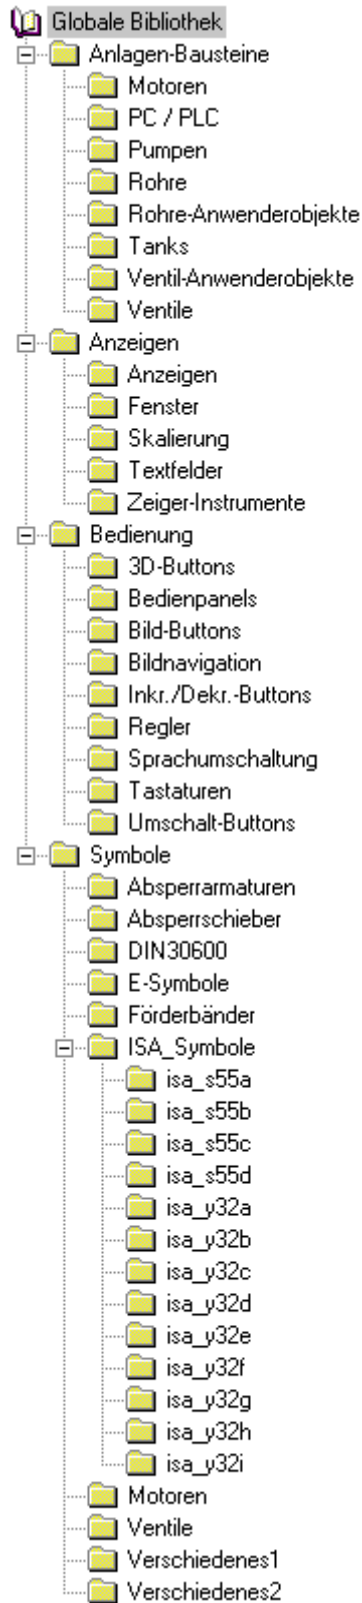 Globale Bibliothek
Anlagen-Bausteine
Motoren
PC / PLC
Pumpen
Rohre
Rohre-Anwenderobjekte
Tanks
Ventil-Anwenderobjekte
Ventile
Anzeigen
Anzeigen
Fenster
Skalierung
Textfelder
Zeiger-Instrumente
Bedienung
3D-Buttons
Bedienpanels
Bild-Buttons
Bildnavigation
Inkr./Dekr.-Buttons
Regler
Sprachumschaltung
Tastaturen
Umschalt-Buttons
Symbole
Absperrarmaturen
Absperrschieber
DIN30600
E-Symbole
Förderbänder
ISA_Symbole
isa_s55a
isa_s55b
isa_s55c
isa_s55d
isa_y32a
isa_y32b
isa_y32c
isa_y32d
isa_y32e
isa_y32f
isa_y32g
isa_y32h
isa_y32i
Motoren
Ventile
Verschiedenes1
Verschiedenes2